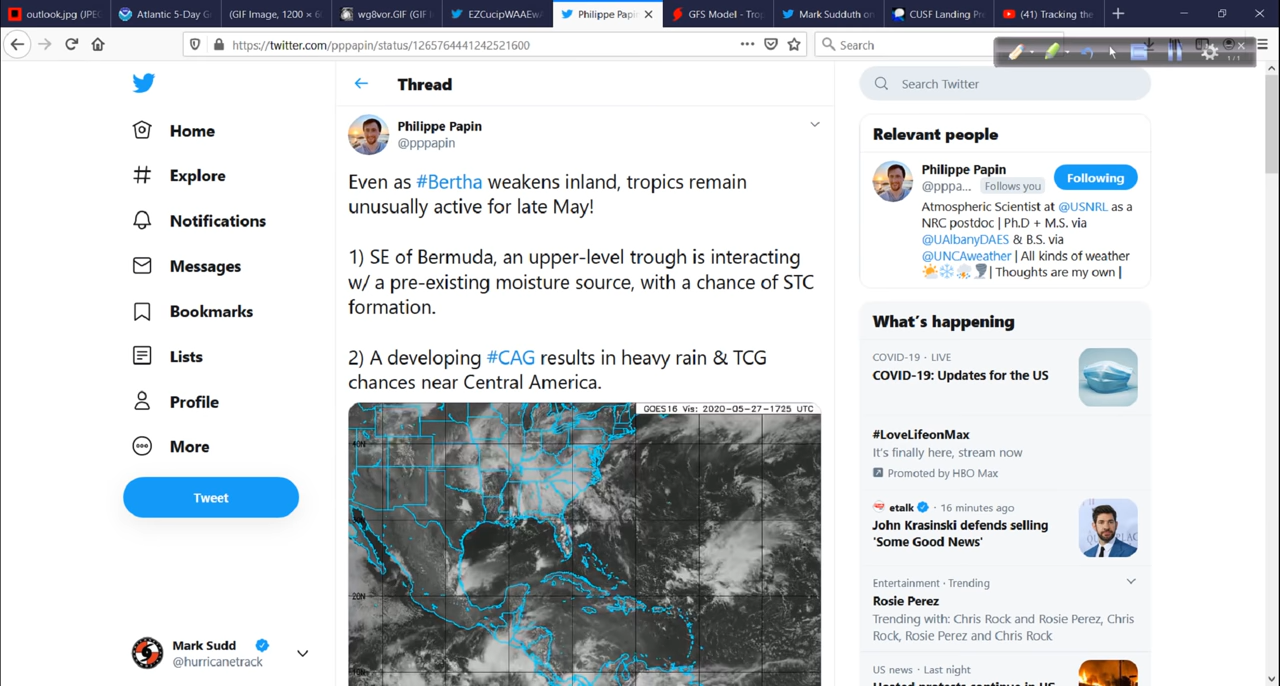 outlook.jpg (JPE
Atlantic 5-Day G
(GIF Image, 1200 × 6
wg8vor.GIF (GIF I
EZCucipWAAEwA
Philippe Papin
GFS Model - Trop
Mark Sudduth on
CUSF Landing Pre
(41) Tracking the
https://twitter.com/pppapin/status/1265764441242521600
Search
1/1
Home
Explore
Notifications
Messages
Bookmarks
Lists
Profile
More
Tweet
Mark Sudd
@hurricanetrack
Thread
Philippe Papin
@pppapin
Even as #Bertha weakens inland, tropics remain
unusually active for late May!
1) SE of Bermuda, an upper-level trough is interacting
w/ a pre-existing moisture source, with a chance of STC
formation.
2) A developing #CAG results in heavy rain & TCG
chances near Central America.
GOES16 Vis: 2020-05-27-1725 UTC
40N
20N
10N
Search Twitter
Relevant people
Philippe Papin
@pppa... Follows you
Following
Atmospheric Scientist at @USNRL as a
NRC postdoc | Ph.D + M.S. via
@UAlbanyDAES & B.S. via
@UNCAweather | All kinds of weather
| Thoughts are my own |
What's happening
COVID-19 · LIVE
COVID-19: Updates for the US
#LoveLifeonMax
It's finally here, stream now
Promoted by HBO Max
etalk · 16 minutes ago
John Krasinski defends selling
'Some Good News'
Entertainment · Trending
Rosie Perez
Trending with: Chris Rock and Rosie Perez, Chris
Rock, Rosie Perez and Chris Rock
US news · Last night